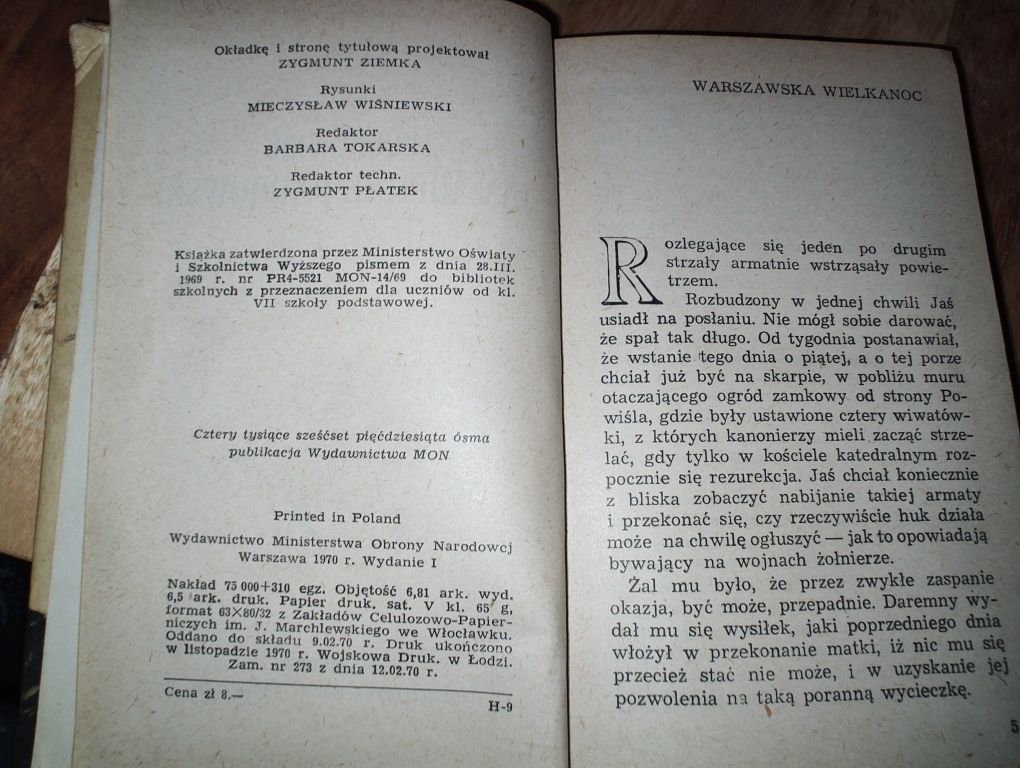 Okładkę i stronę tytułową projektował
ZYGMUNT ZIEMKA
Rysunki
MIECZYSŁAW WIŚNIEWSKI
Redaktor
BARBARA TOKARSKA
Redaktor techn.
ZYGMUNT PŁATEK
Książka zatwierdzona przez Ministerstwo Oświaty
i Szkolnictwa Wyższego pismem z dnia 28.III.
1969 r. nr PR4-5521 MON-14/69 do bibliotek
szkolnych z przeznaczeniem dla uczniów od kl.
VII szkoły podstawowej.
Cztery tysiące sześćset pięćdziesiąta ósma
publikacja Wydawnictwa MON
Printed in Poland
Wydawnictwo Ministerstwa Obrony Narodowej
Warszawa 1970 r. Wydanie I
Nakład 75 000+310 egz. Objętość 6,81 ark. wyd.
6,5 ark. druk. Papier druk. sat. V kl. 65 g,
format 63×80/32 z Zakładów Celulozowo-Papier-
niczych im. J. Marchlewskiego we Włocławku.
Oddano do składu 9.02.70 r. Druk ukończono
w listopadzie 1970 r. Wojskowa Druk. w Łodzi.
Zam. nr 273 z dnia 12.02.70 r.
Cena zł 8.—
H-9
WARSZAWSKA WIELKANOC
Rozlegające się jeden po drugim
strzały armatnie wstrząsały powie-
trzem.
Rozbudzony w jednej chwili Jaś
usiadł na posłaniu. Nie mógł sobie darować,
że spał tak długo. Od tygodnia postanawiał,
że wstanie tego dnia o piątej, a o tej porze
chciał już być na skarpie, w pobliżu muru
otaczającego ogród zamkowy od strony Po-
wiśla, gdzie były ustawione cztery wiwatów-
ki, z których kanonierzy mieli zacząć strze-
lać, gdy tylko w kościele katedralnym roz-
pocznie się rezurekcja. Jaś chciał koniecznie
z bliska zobaczyć nabijanie takiej armaty
i przekonać się, czy rzeczywiście huk działa
może na chwilę ogłuszyć — jak to opowiadają
bywający na wojnach żołnierze.
Żal mu było, że przez zwykłe zaspanie
okazja, być może, przepadnie. Daremny wy-
dał mu się wysiłek, jaki poprzedniego dnia
włożył w przekonanie matki, iż nic mu się
przecież stać nie może, i w uzyskanie jej
pozwolenia na taką poranną wycieczkę.
5